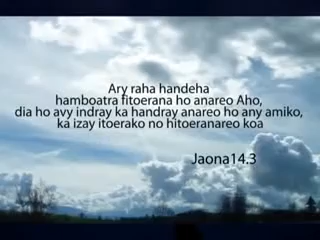 Ary raha handeha
hamboatra fitoerana ho anareo Aho,
dia ho avy indray ka handray anareo ho any amiko,
ka izay itoerako no hitoeranareo koa
Jaona14.3